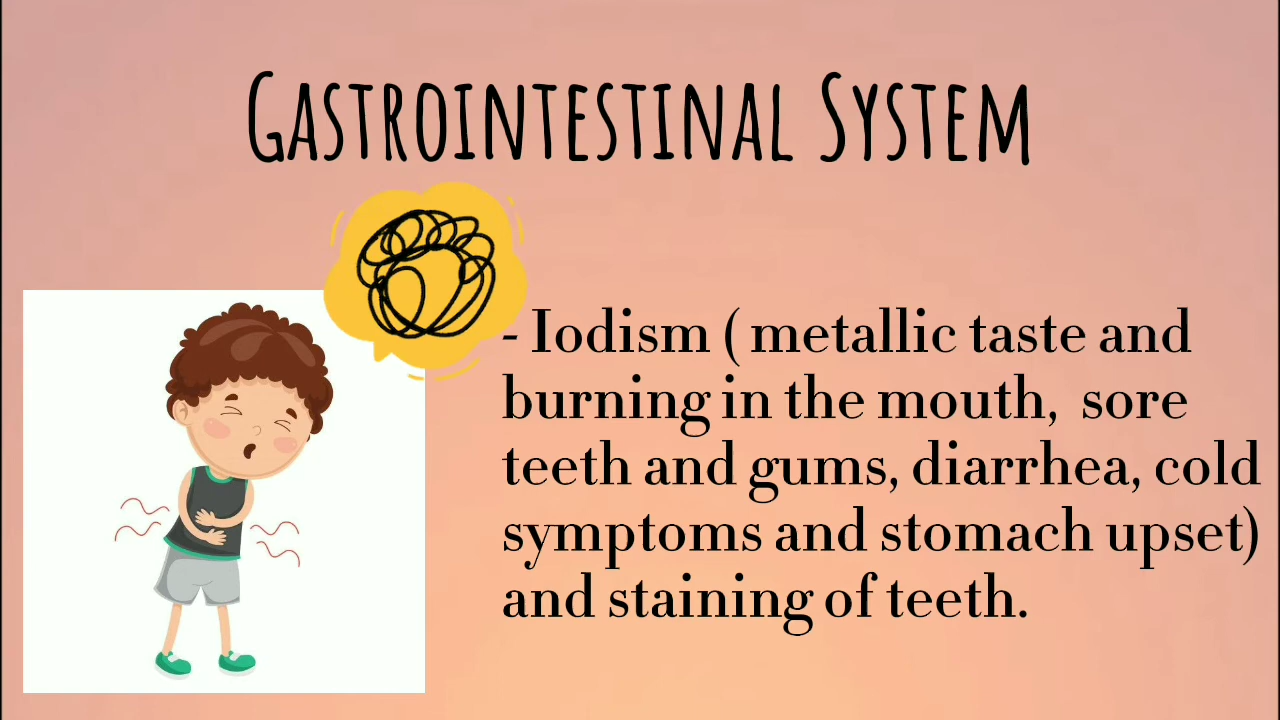 Gastrointestinal System
- Iodism ( metallic taste and
burning in the mouth, sore
teeth and gums, diarrhea, cold
symptoms and stomach upset)
and staining of teeth.